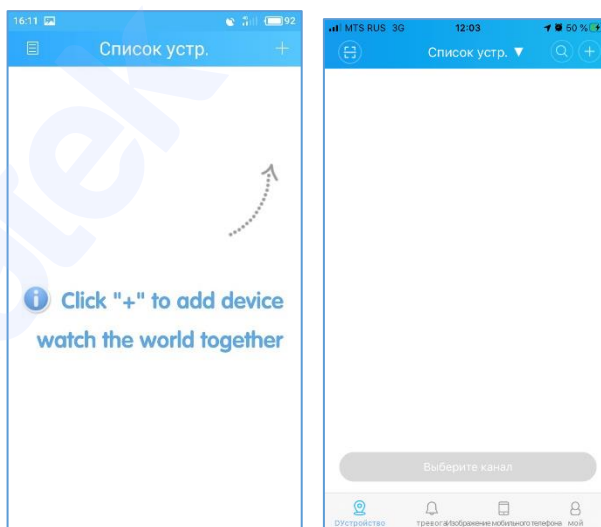 16:11
92
Список устр.
+
Click "+" to add device
watch the world together
MTS RUS 3G
12:03
50 %
Список устр. ▼
Выберите канал
DУстройство
тревога
Изображение мобильного телефона
мой